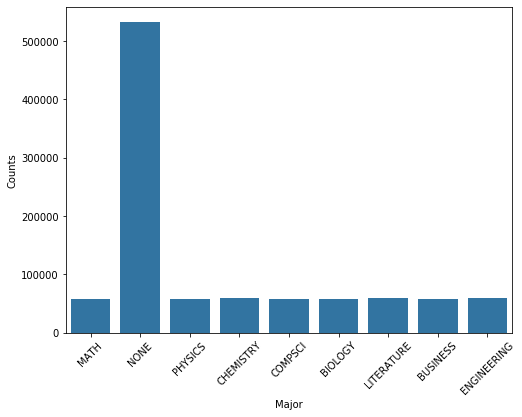 500000
400000
300000
200000
100000
0
Counts
MATH
NONE
PHYSICS
CHEMISTRY
COMPSCI
BIOLOGY
LITERATURE
BUSINESS
ENGINEERING
Major